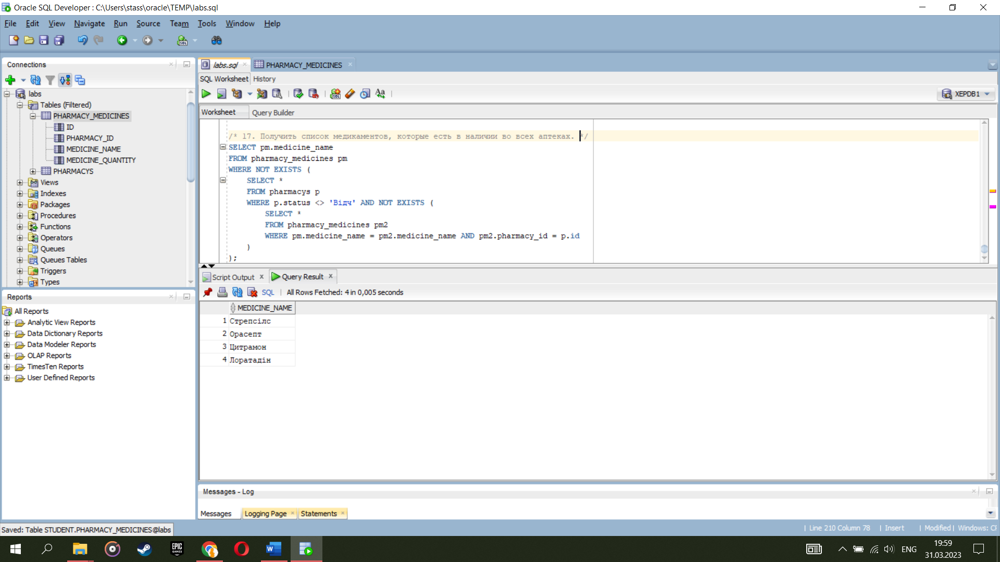 Oracle SQL Developer : C:\Users\stass\oracle\TEMP\labs.sql
File Edit View Navigate Run Source Team Tools Window Help
Connections
labs
Tables (Filtered)
PHARMACY_MEDICINES
ID
PHARMACY_ID
MEDICINE_NAME
MEDICINE_QUANTITY
PHARMACYS
Views
Indexes
Packages
Procedures
Functions
Operators
Queues
Queues Tables
Triggers
Types
Reports
All Reports
Analytic View Reports
Data Dictionary Reports
Data Modeler Reports
OLAP Reports
TimesTen Reports
User Defined Reports
labs.sql PHARMACY_MEDICINES
SQL Worksheet History
XEPDB1
Worksheet Query Builder
/* 17. Получить список медикаментов, которые есть в наличии во всех аптеках. */
SELECT pm.medicine_name
FROM pharmacy_medicines pm
WHERE NOT EXISTS (
SELECT *
FROM pharmacys p
WHERE p.status <> 'Відч' AND NOT EXISTS (
SELECT *
FROM pharmacy_medicines pm2
WHERE pm.medicine_name = pm2.medicine_name AND pm2.pharmacy_id = p.id
)
);
Script Output Query Result
SQL All Rows Fetched: 4 in 0,005 seconds
MEDICINE_NAME
1 Стрепсілс
2 Орасепт
3 Цитрамон
4 Лоратадін
Messages - Log
Messages Logging Page Statements
Saved: Table STUDENT.PHARMACY_MEDICINES@labs
Line 210 Column 78 Insert Modified Windows: CF
EPIC GAMES
ENG
19:59
31.03.2023